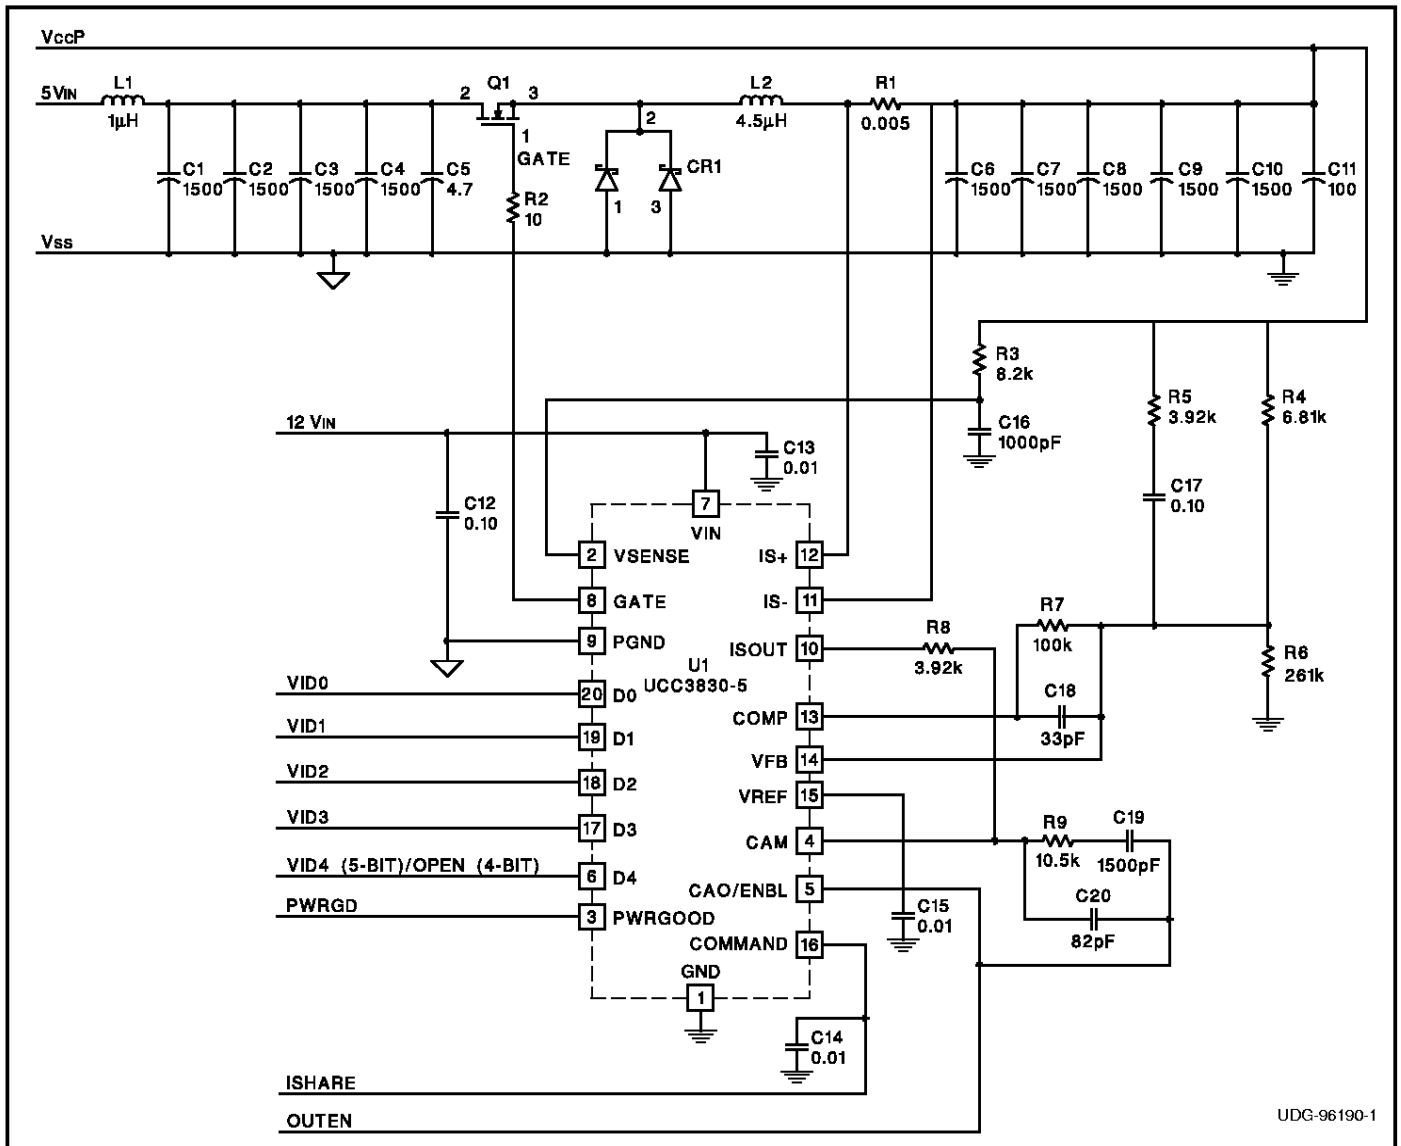 VCCP
5VIN
L1
1µH
2
Q1
3
1
GATE
R2
10
L2
4.5µH
R1
0.005
2
CR1
1
3
C1
1500
C2
1500
C3
1500
C4
1500
C5
4.7
C6
1500
C7
1500
C8
1500
C9
1500
C10
1500
C11
100
VSS
R3
8.2k
R5
3.92k
R4
6.81k
C16
1000pF
12 VIN
C13
0.01
C12
0.10
C17
0.10
7
VIN
2 VSENSE
IS+ 12
8 GATE
IS- 11
9 PGND
ISOUT 10
U1
UCC3830-5
R8
3.92k
R7
100k
R6
261k
C18
33pF
VID0
20 D0
COMP 13
VID1
19 D1
VFB 14
VID2
18 D2
VREF 15
VID3
17 D3
CAM 4
R9
10.5k
C19
1500pF
VID4 (5-BIT)/OPEN (4-BIT)
6 D4
CAO/ENBL 5
C20
82pF
PWRGD
3 PWRGOOD
C15
0.01
COMMAND 16
GND
1
C14
0.01
ISHARE
OUTEN
UDG-96190-1